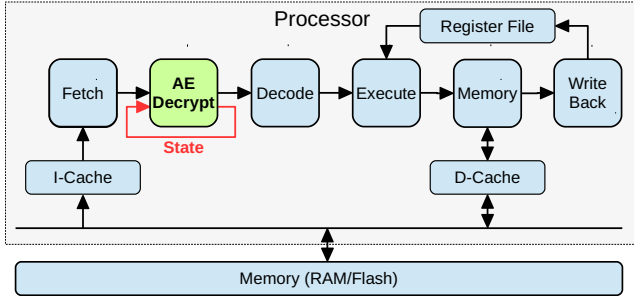 Processor
Register File
Fetch
AE
Decrypt
Decode
Execute
Memory
Write
Back
State
I-Cache
D-Cache
Memory (RAM/Flash)